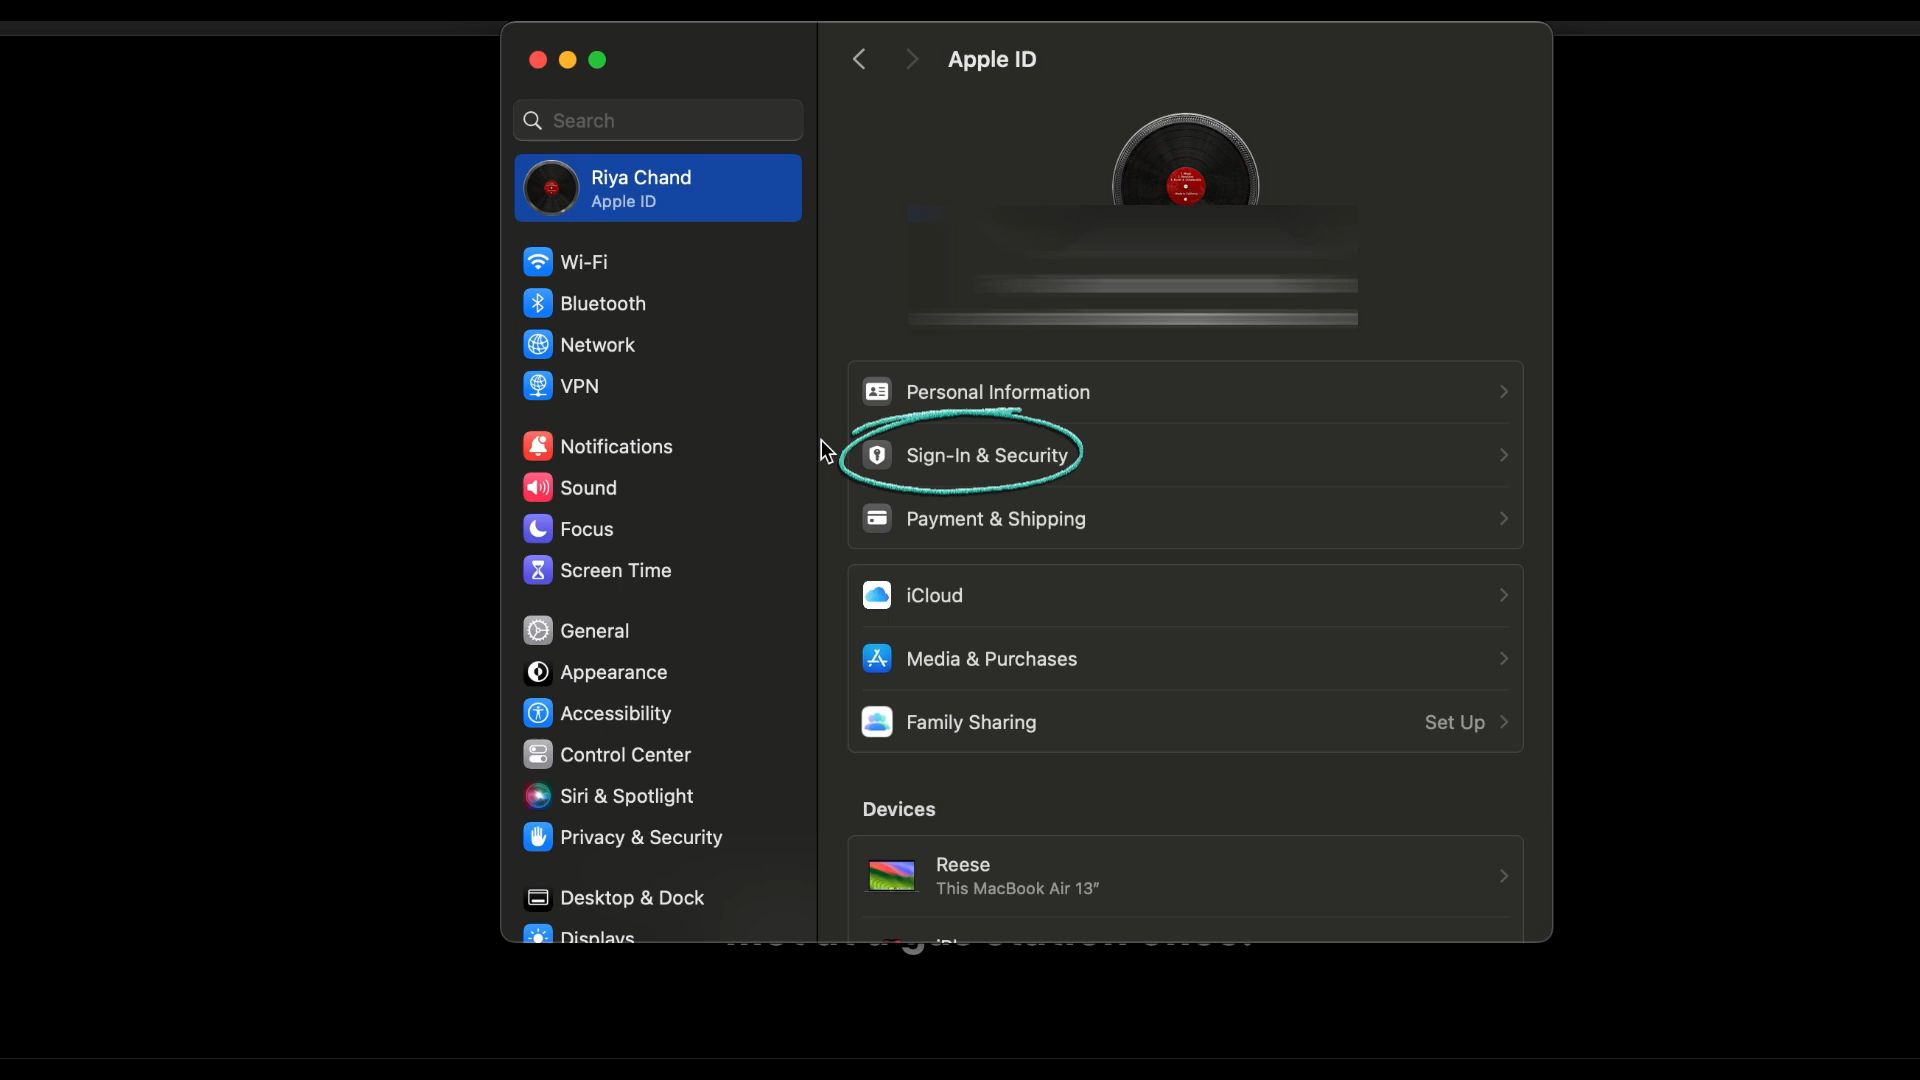 Apple ID
Search
Riya Chand
Apple ID
Wi-Fi
Bluetooth
Network
VPN
Notifications
Sound
Focus
Screen Time
General
Appearance
Accessibility
Control Center
Siri & Spotlight
Privacy & Security
Desktop & Dock
Displays
Personal Information
Sign-In & Security
Payment & Shipping
iCloud
Media & Purchases
Family Sharing
Set Up
Devices
Reese
This MacBook Air 13”